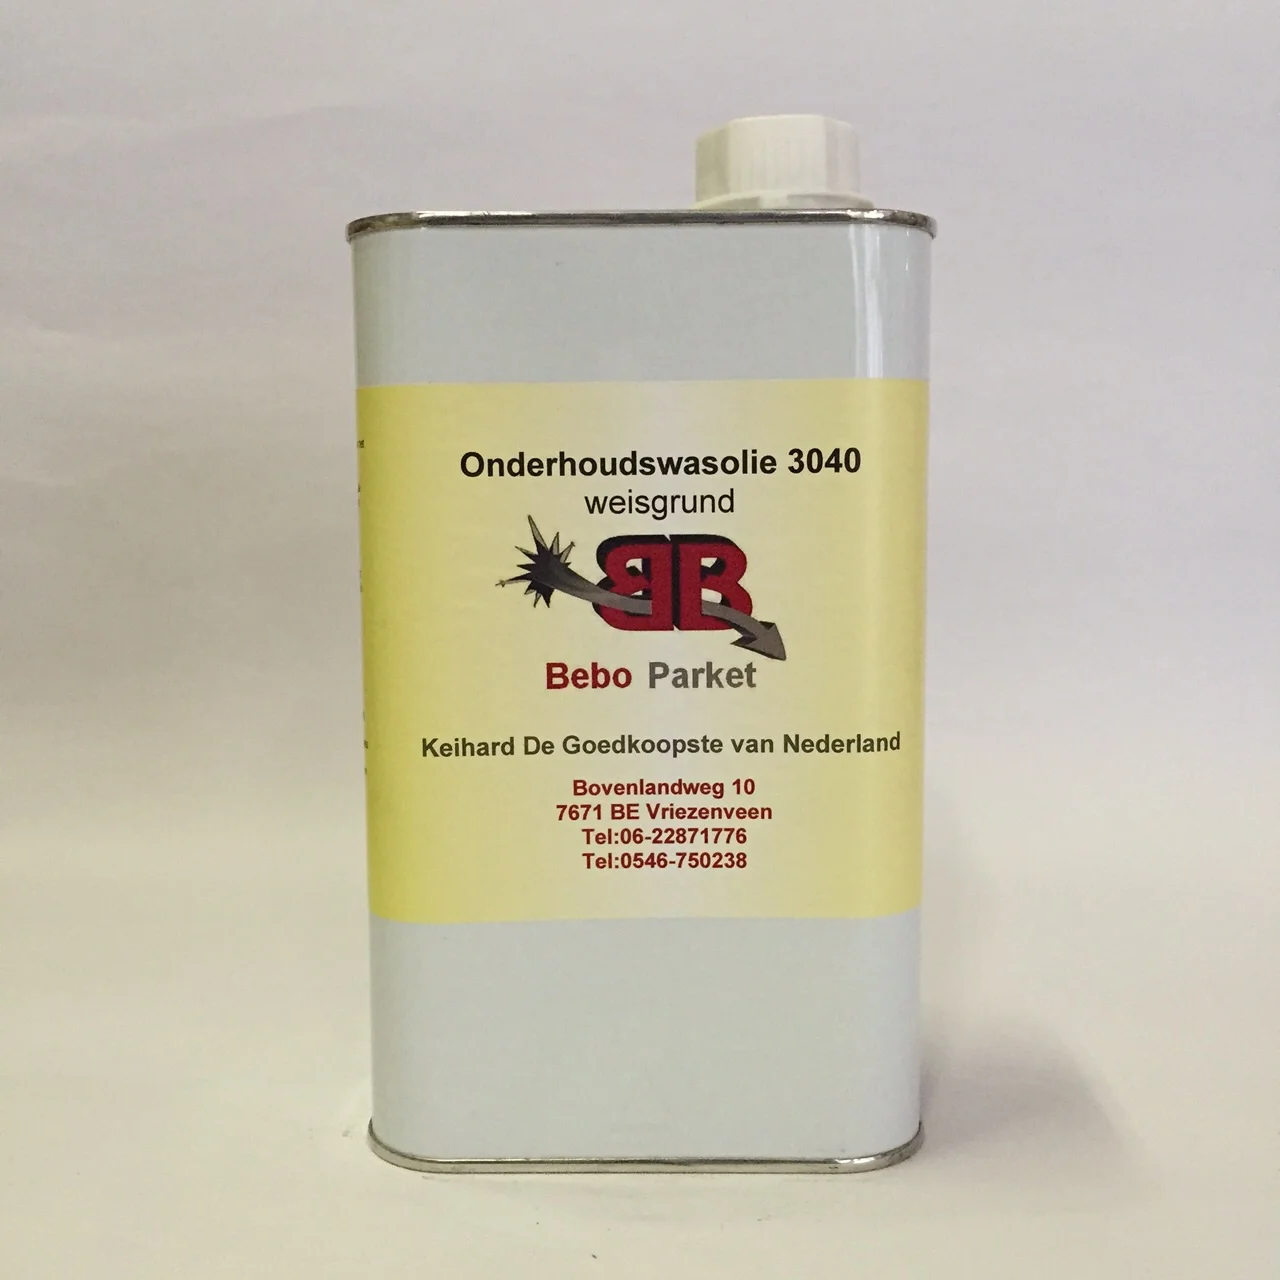 Onderhoudswasolie 3040
weisgrund
BB
Bebo Parket
Keihard De Goedkoopste van Nederland
Bovenlandweg 10
7671 BE Vriezenveen
Tel:06-22871776
Tel:0546-750238